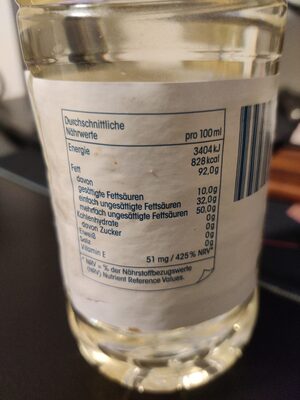 Durchschnittliche
Nährwerte pro 100 ml
Energie 3404 kJ
828 kcal
Fett 92,0g
davon
gesättigte Fettsäuren 10,0g
einfach ungesättigte Fettsäuren 32,0g
mehrfach ungesättigte Fettsäuren 50,0g
Kohlenhydrate 0g
davon Zucker 0g
Eiweiß 0g
Salz 0g
Vitamin E 51 mg / 425% NRV*
* NRV = % der Nährstoffbezugswerte
(NRV) Nutrient Reference Values.